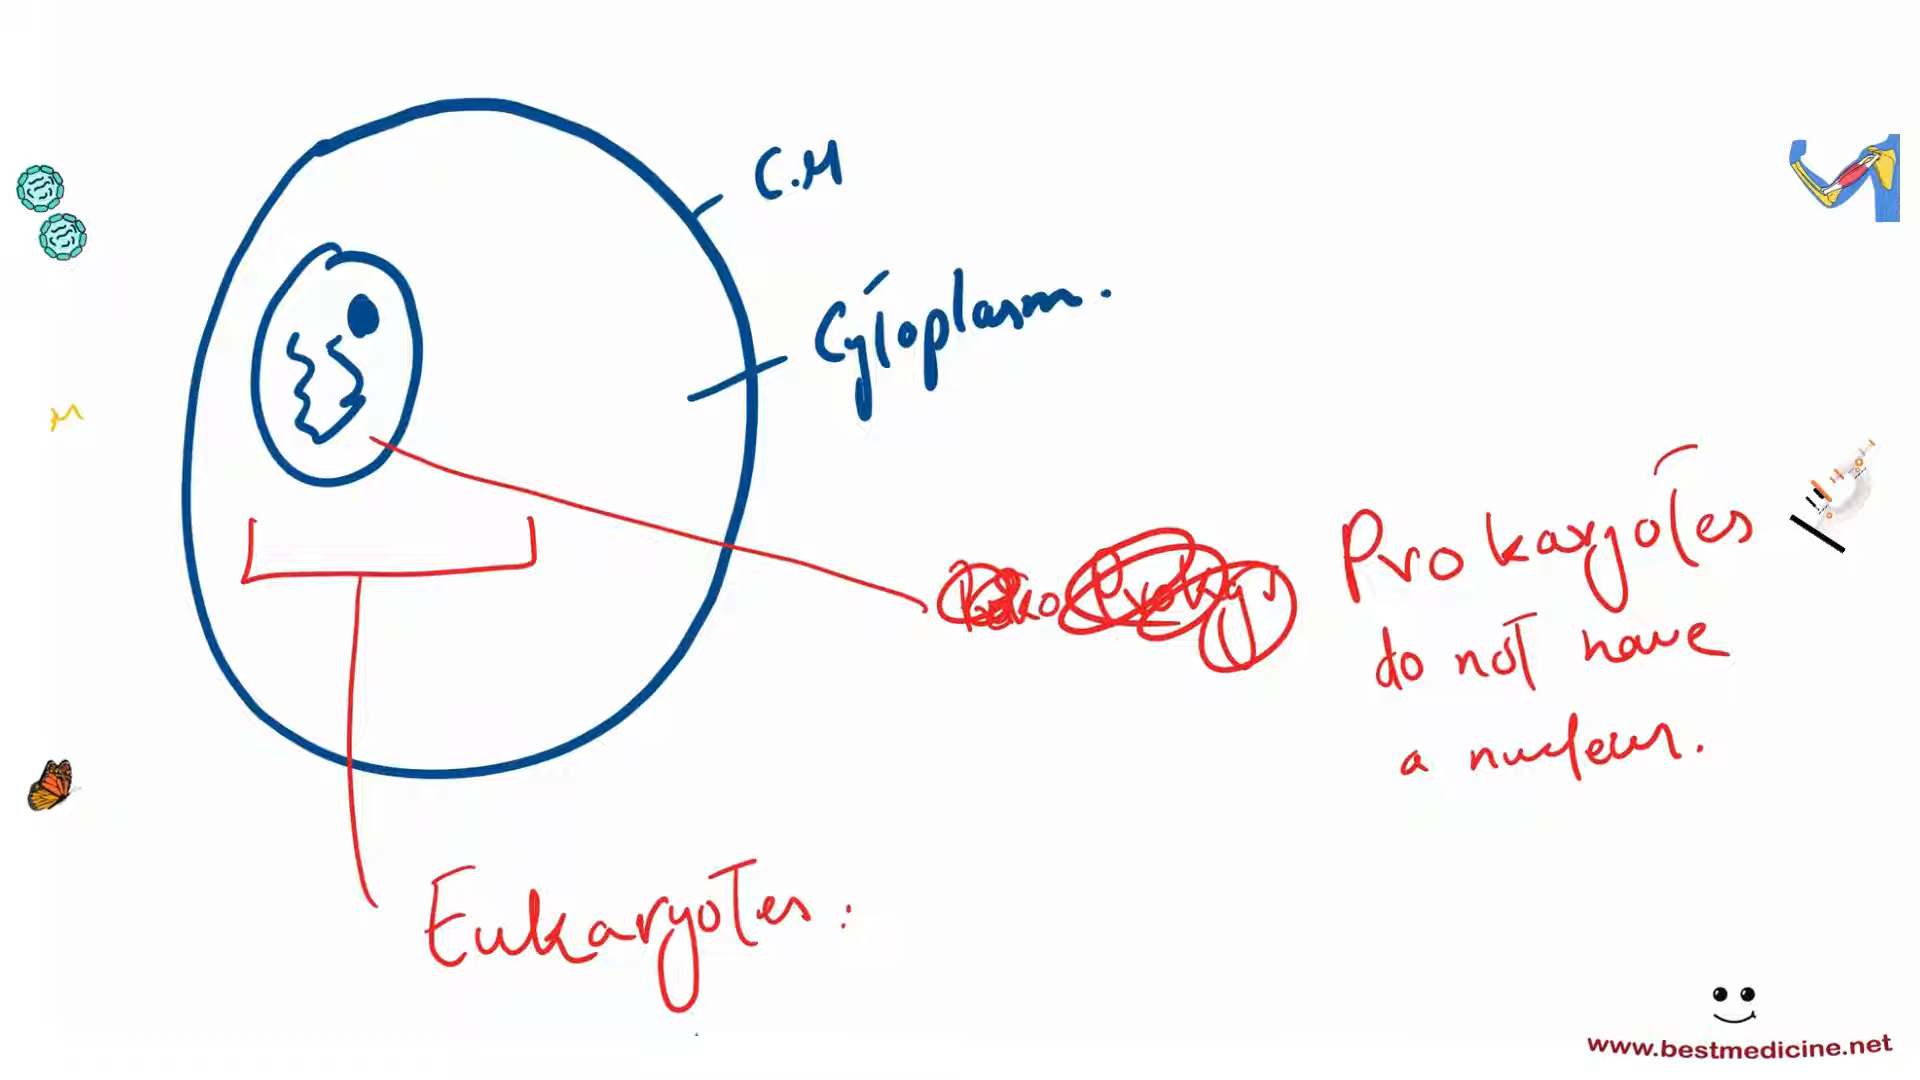 C.M
Cytoplasm.
Prokaryotes
do not have
a nucleus.
Eukaryotes:
www.bestmedicine.net